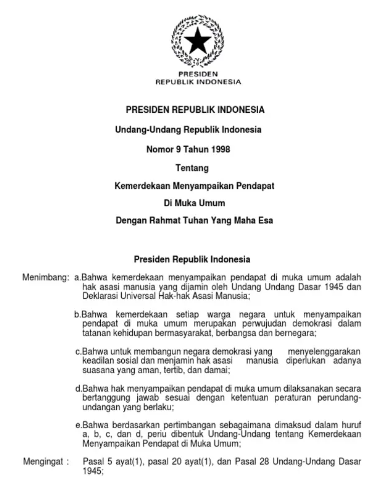 PRESIDEN
REPUBLIK INDONESIA
PRESIDEN REPUBLIK INDONESIA
Undang-Undang Republik Indonesia
Nomor 9 Tahun 1998
Tentang
Kemerdekaan Menyampaikan Pendapat
Di Muka Umum
Dengan Rahmat Tuhan Yang Maha Esa
Presiden Republik Indonesia
Menimbang: a.Bahwa kemerdekaan menyampaikan pendapat di muka umum adalah
hak asasi manusia yang dijamin oleh Undang Undang Dasar 1945 dan
Deklarasi Universal Hak-hak Asasi Manusia;
b.Bahwa kemerdekaan setiap warga negara untuk menyampaikan
pendapat di muka umum merupakan perwujudan demokrasi dalam
tatanan kehidupan bermasyarakat, berbangsa dan bernegera;
c.Bahwa untuk membangun negara demokrasi yang menyelenggarakan
keadilan sosial dan menjamin hak asasi manusia diperlukan adanya
suasana yang aman, tertib, dan damai;
d.Bahwa hak menyampaikan pendapat di muka umum dilaksanakan secara
bertanggung jawab sesuai dengan ketentuan peraturan perundang-
undangan yang berlaku;
e.Bahwa berdasarkan pertimbangan sebagaimana dimaksud dalam huruf
a, b, c, dan d, periu dibentuk Undang-Undang tentang Kemerdekaan
Menyampaikan Pendapat di Muka Umum;
Mengingat : Pasal 5 ayat(1), pasal 20 ayat(1), dan Pasal 28 Undang-Undang Dasar
1945;